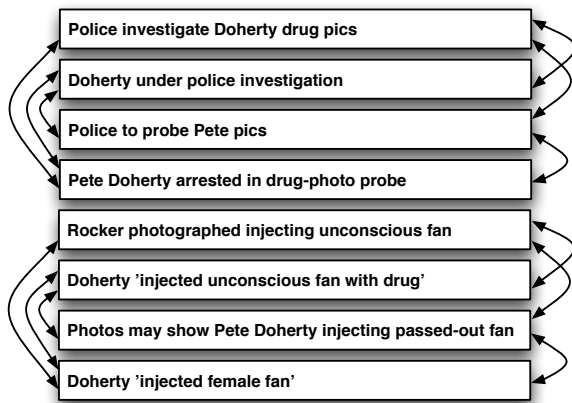 Police investigate Doherty drug pics
Doherty under police investigation
Police to probe Pete pics
Pete Doherty arrested in drug-photo probe
Rocker photographed injecting unconscious fan
Doherty ’injected unconscious fan with drug’
Photos may show Pete Doherty injecting passed-out fan
Doherty ’injected female fan’